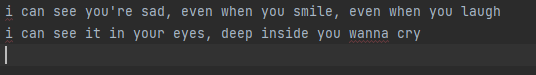 i can see you're sad, even when you smile, even when you laugh
i can see it in your eyes, deep inside you wanna cry